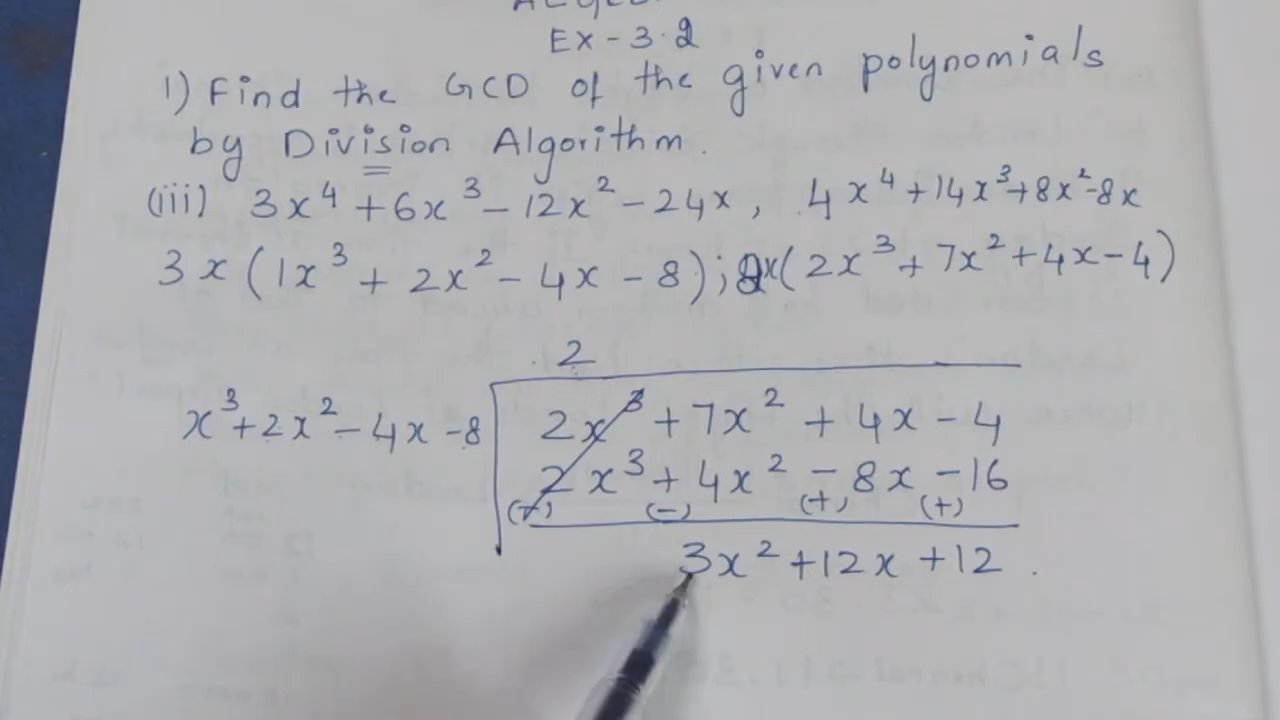 EX - 3.2
1) Find the GCD of the given polynomials
by Division Algorithm.
(iii) 3x⁴ + 6x³ - 12x² - 24x, 4x⁴ + 14x³ + 8x² - 8x
3x (1x³ + 2x² - 4x - 8) ; 2x (2x³ + 7x² + 4x - 4)
2
x³ + 2x² - 4x - 8 2x³ + 7x² + 4x - 4
2x³ + 4x² - 8x - 16
(-) (-) (+) (+)
3x² + 12x + 12